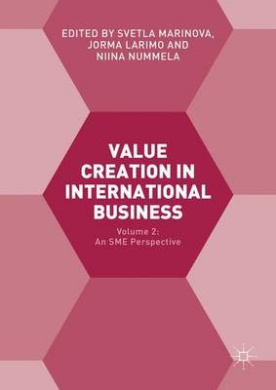 EDITED BY SVETLA MARINOVA,
JORMA LARIMO AND
NIINA NUMMELA
VALUE
CREATION IN
INTERNATIONAL
BUSINESS
Volume 2:
An SME Perspective